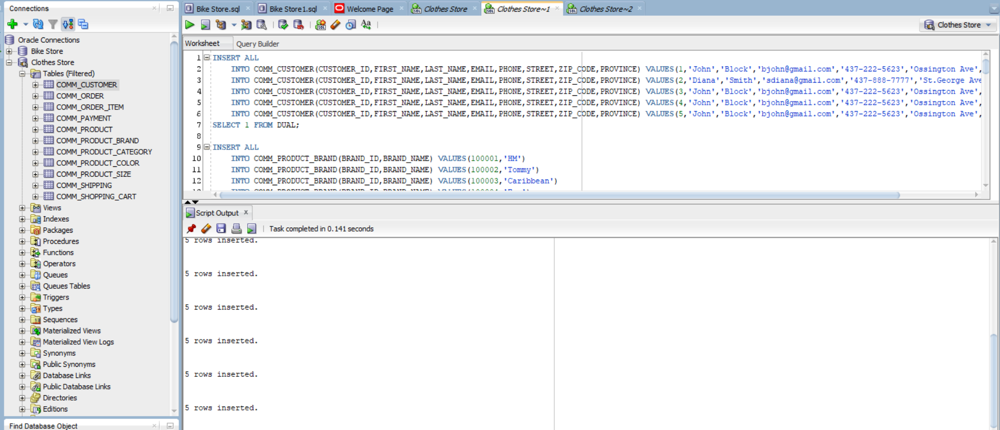 Connections
Oracle Connections
Bike Store
Clothes Store
Tables (Filtered)
COMM_CUSTOMER
COMM_ORDER
COMM_ORDER_ITEM
COMM_PAYMENT
COMM_PRODUCT
COMM_PRODUCT_BRAND
COMM_PRODUCT_CATEGORY
COMM_PRODUCT_COLOR
COMM_PRODUCT_SIZE
COMM_SHIPPING
COMM_SHOPPING_CART
Views
Indexes
Packages
Procedures
Functions
Operators
Queues
Queues Tables
Triggers
Types
Sequences
Materialized Views
Materialized View Logs
Synonyms
Public Synonyms
Database Links
Public Database Links
Directories
Editions
Find Database Object
Bike Store.sql
Bike Store1.sql
Welcome Page
Clothes Store
Clothes Store~1
Clothes Store~2
Clothes Store
Worksheet
Query Builder
1 INSERT ALL
2 INTO COMM_CUSTOMER(CUSTOMER_ID,FIRST_NAME,LAST_NAME,EMAIL,PHONE,STREET,ZIP_CODE,PROVINCE) VALUES(1,'John','Block','bjohn@gmail.com','437-222-5623','Ossington Ave',
3 INTO COMM_CUSTOMER(CUSTOMER_ID,FIRST_NAME,LAST_NAME,EMAIL,PHONE,STREET,ZIP_CODE,PROVINCE) VALUES(2,'Diana','Smith','sdiana@gmail.com','437-888-7777','St.George Ave
4 INTO COMM_CUSTOMER(CUSTOMER_ID,FIRST_NAME,LAST_NAME,EMAIL,PHONE,STREET,ZIP_CODE,PROVINCE) VALUES(3,'John','Block','bjohn@gmail.com','437-222-5623','Ossington Ave',
5 INTO COMM_CUSTOMER(CUSTOMER_ID,FIRST_NAME,LAST_NAME,EMAIL,PHONE,STREET,ZIP_CODE,PROVINCE) VALUES(4,'John','Block','bjohn@gmail.com','437-222-5623','Ossington Ave',
6 INTO COMM_CUSTOMER(CUSTOMER_ID,FIRST_NAME,LAST_NAME,EMAIL,PHONE,STREET,ZIP_CODE,PROVINCE) VALUES(5,'John','Block','bjohn@gmail.com','437-222-5623','Ossington Ave',
7 SELECT 1 FROM DUAL;
8
9 INSERT ALL
10 INTO COMM_PRODUCT_BRAND(BRAND_ID,BRAND_NAME) VALUES(100001,'HM')
11 INTO COMM_PRODUCT_BRAND(BRAND_ID,BRAND_NAME) VALUES(100002,'Tommy')
12 INTO COMM_PRODUCT_BRAND(BRAND_ID,BRAND_NAME) VALUES(100003,'Caribbean')
Script Output
Task completed in 0.141 seconds
5 rows inserted.
5 rows inserted.
5 rows inserted.
5 rows inserted.
5 rows inserted.
5 rows inserted.